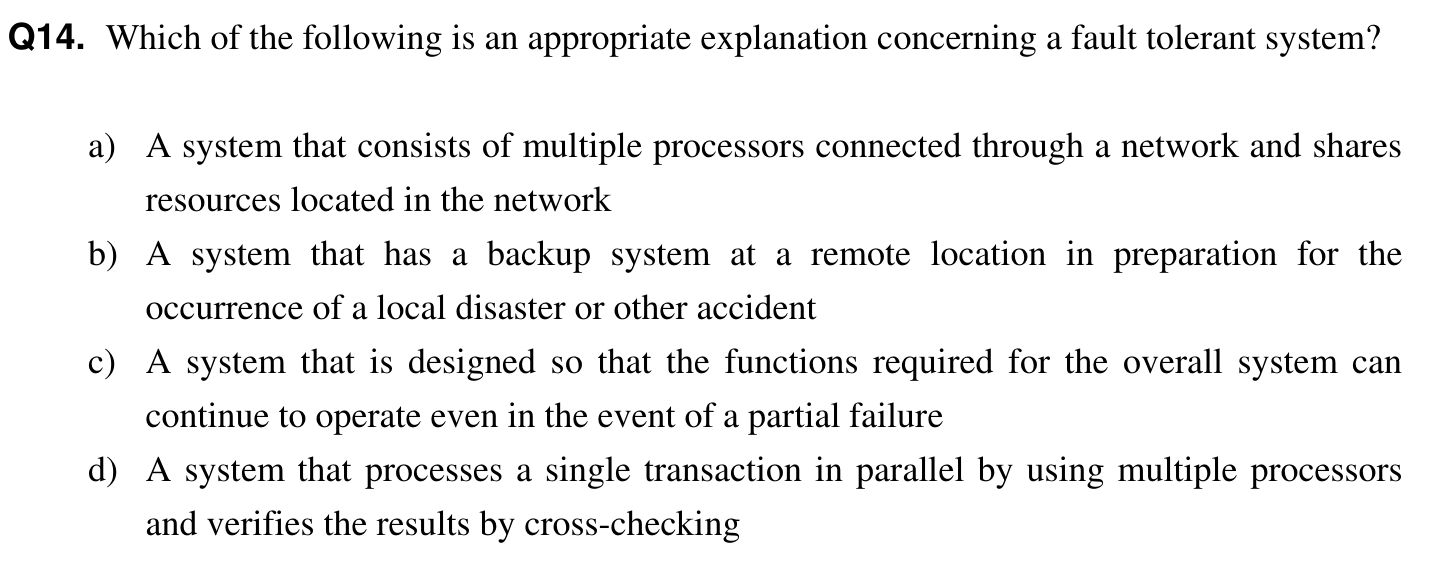 Q14. Which of the following is an appropriate explanation concerning a fault tolerant system?
a) A system that consists of multiple processors connected through a network and shares
resources located in the network
b) A system that has a backup system at a remote location in preparation for the
occurrence of a local disaster or other accident
c) A system that is designed so that the functions required for the overall system can
continue to operate even in the event of a partial failure
d) A system that processes a single transaction in parallel by using multiple processors
and verifies the results by cross-checking